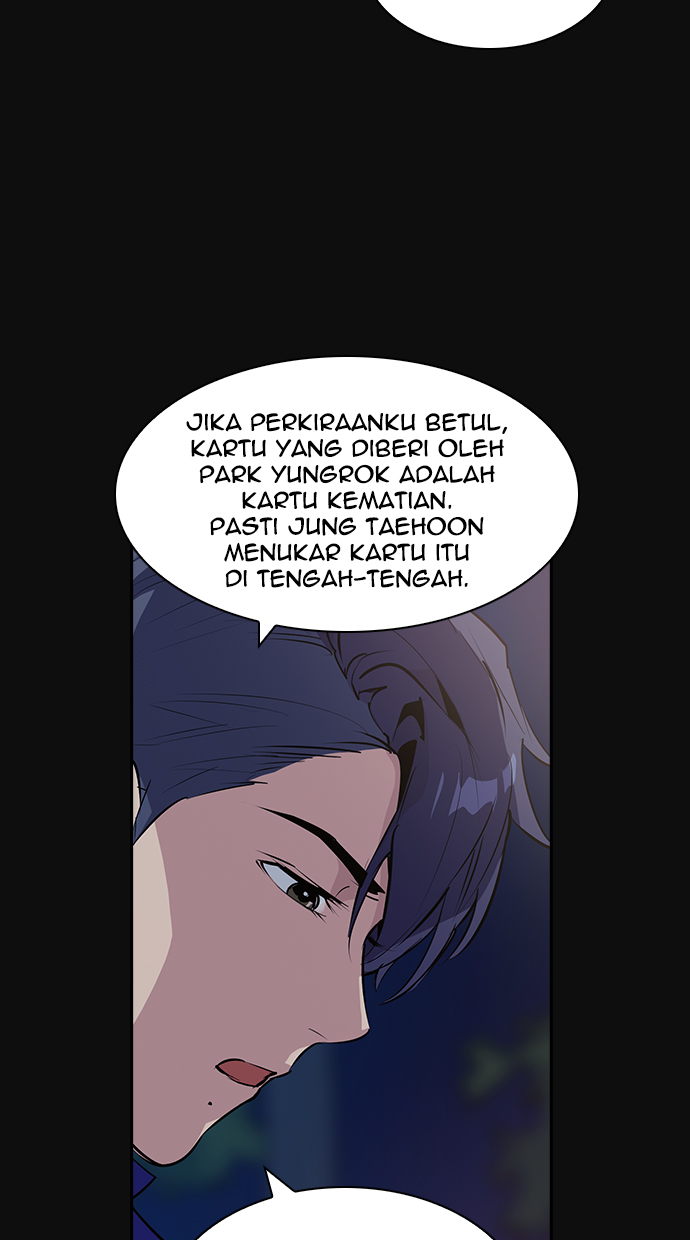 JIKA PERKIRAANKU BETUL,
KARTU YANG DIBERI OLEH
PARK YUNGROK ADALAH
KARTU KEMATIAN.
PASTI JUNG TAEHOON
MENUKAR KARTU ITU
DI TENGAH-TENGAH.